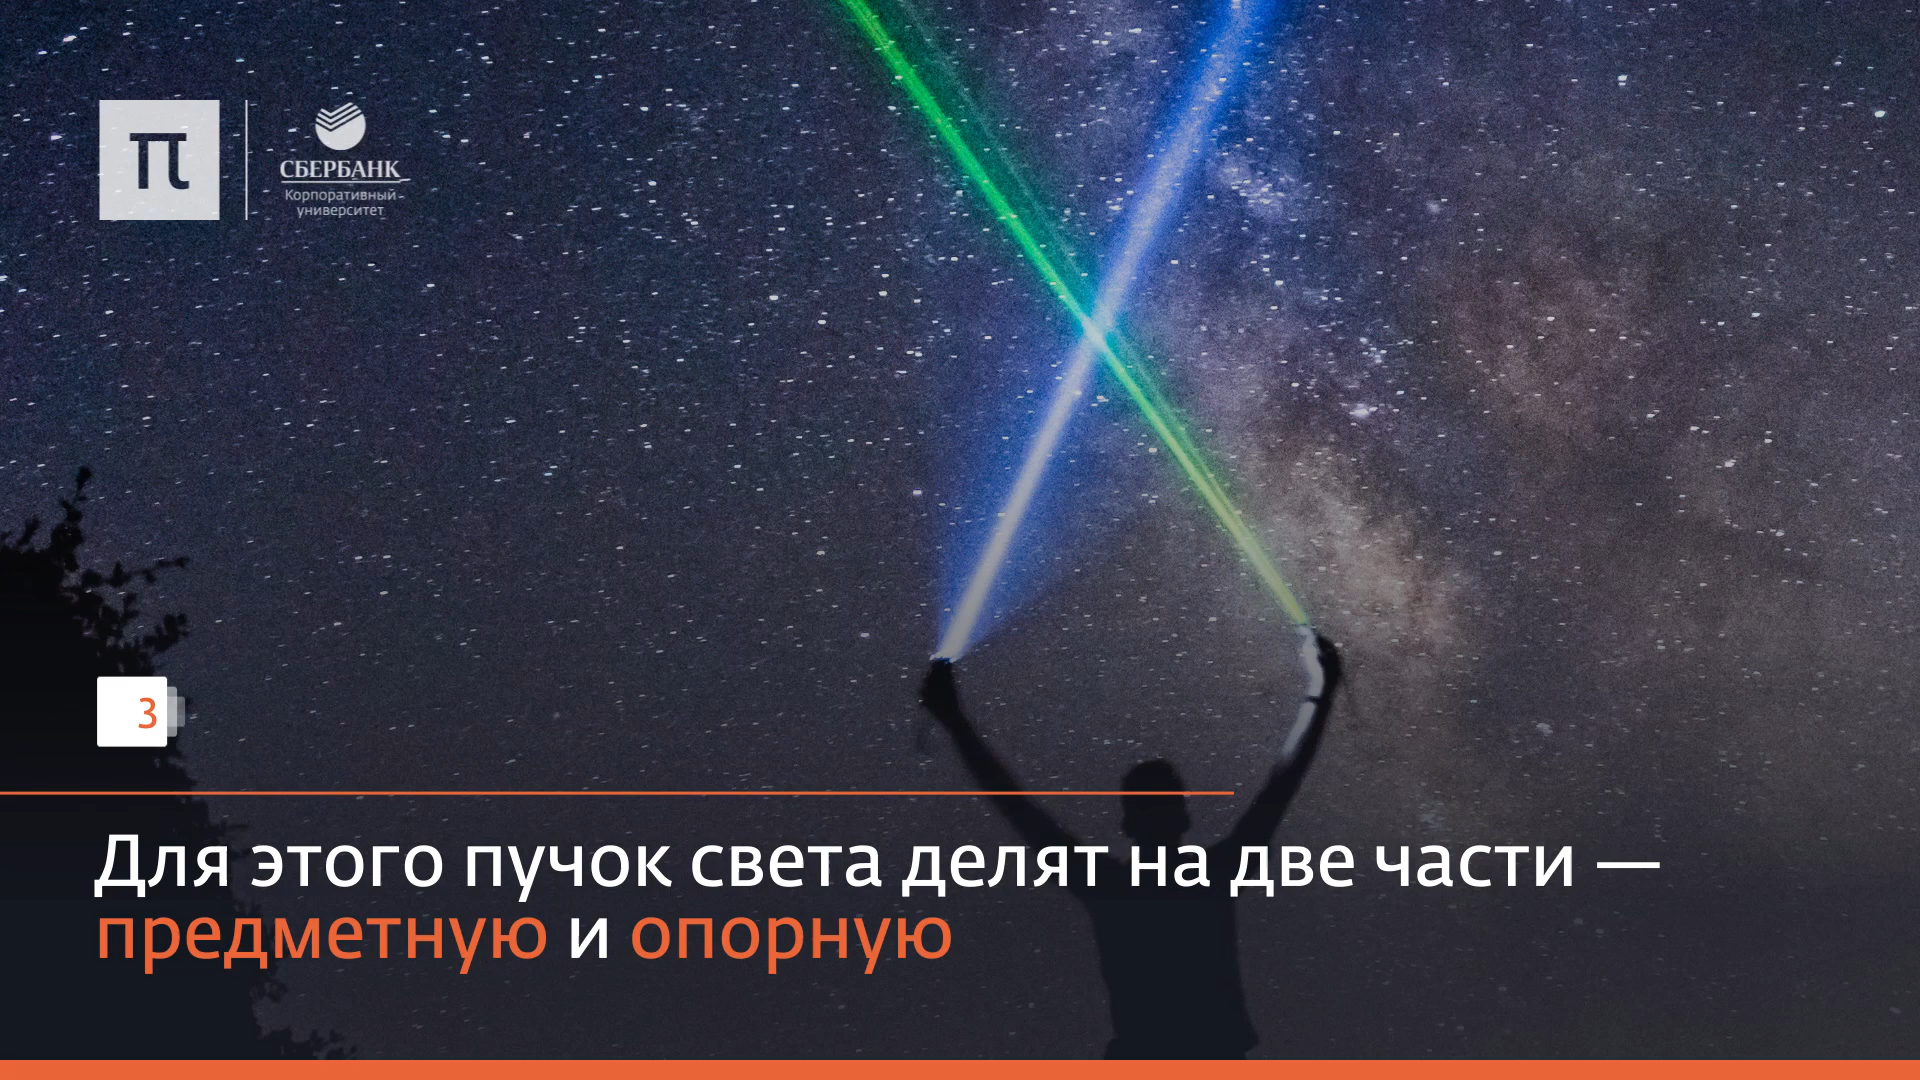 π
СБЕРБАНК
Корпоративный
университет
3
Для этого пучок света делят на две части —
предметную и опорную